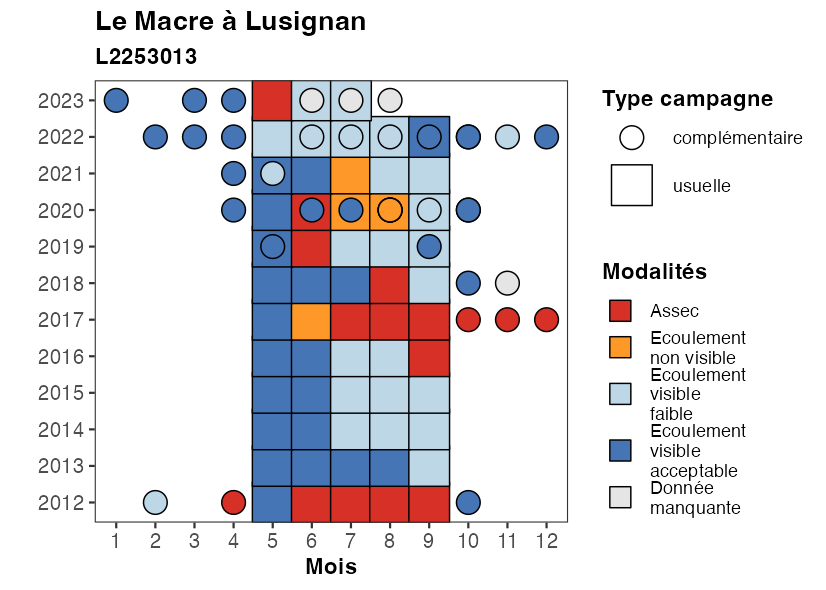 Le Macre à Lusignan
L2253013
2023
2022
2021
2020
2019
2018
2017
2016
2015
2014
2013
2012
1 2 3 4 5 6 7 8 9 10 11 12
Mois
Type campagne
complémentaire
usuelle
Modalités
Assec
Ecoulement
non visible
Ecoulement
visible
faible
Ecoulement
visible
acceptable
Donnée
manquante